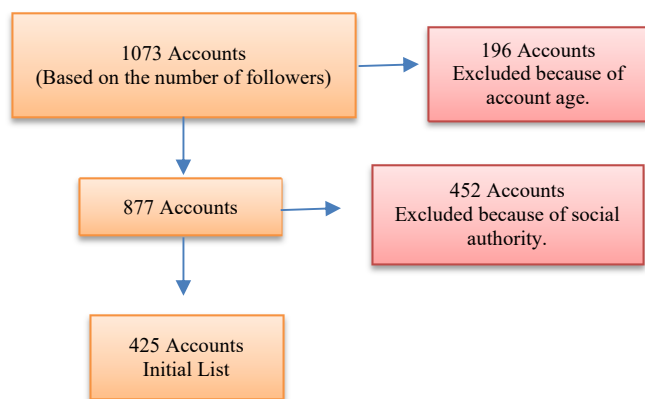 1073 Accounts
(Based on the number of followers)
196 Accounts
Excluded because of
account age.
877 Accounts
452 Accounts
Excluded because of social
authority.
425 Accounts
Initial List